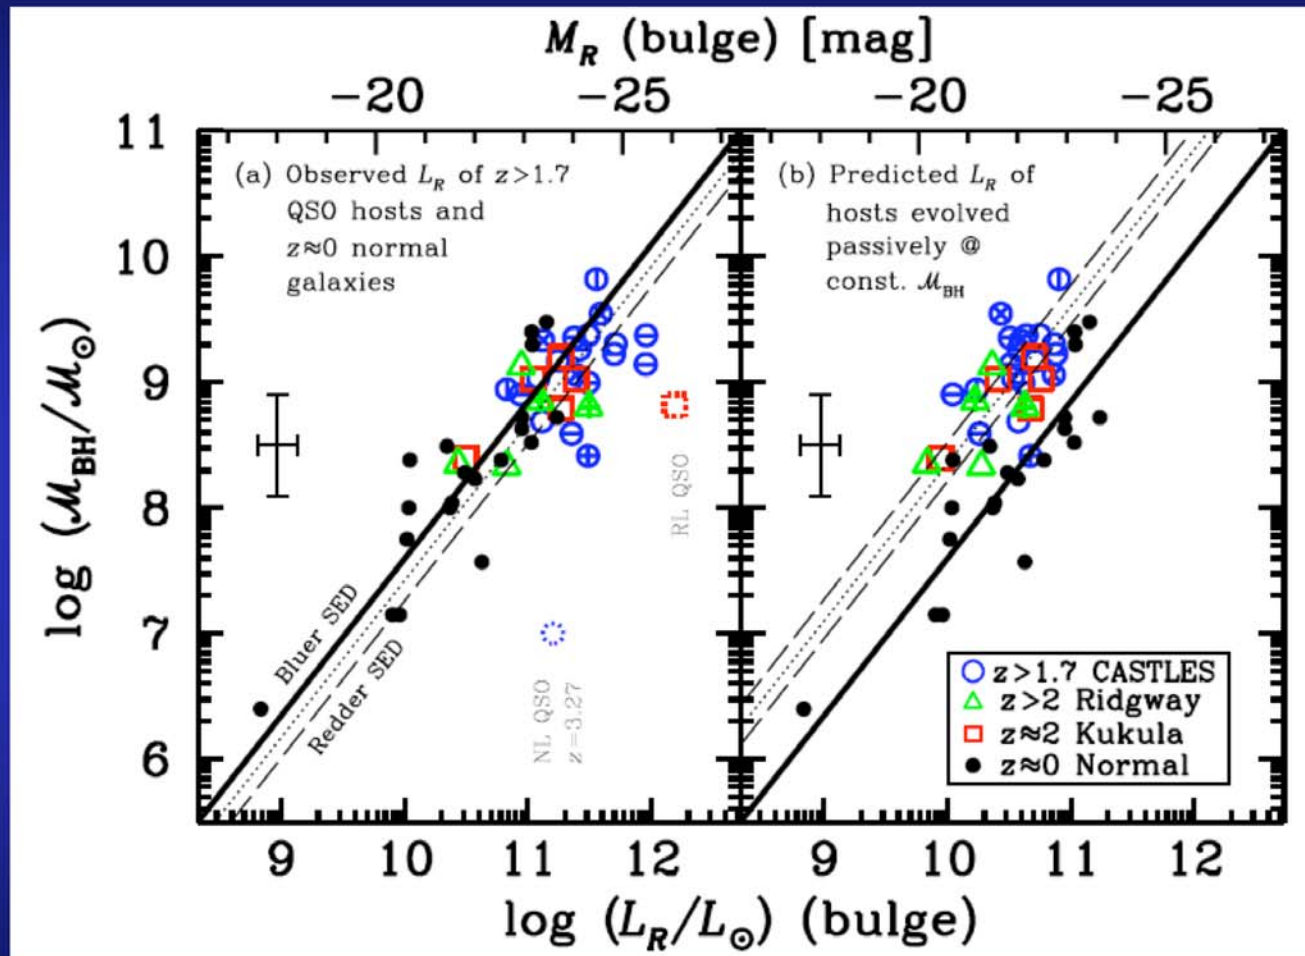 M_R (bulge) [mag]
−20 −25 −20 −25
11
10
9
8
7
6
log (ℳ_BH/ℳ_⊙)
(a) Observed L_R of z>1.7
QSO hosts and
z≈0 normal
galaxies
RL QSO
Bluer SED
Redder SED
NL QSO
z=3.27
(b) Predicted L_R of
hosts evolved
passively @
const. ℳ_BH
z>1.7 CASTLES
z>2 Ridgway
z≈2 Kukula
z≈0 Normal
9 10 11 12 9 10 11 12
log (L_R/L_⊙) (bulge)